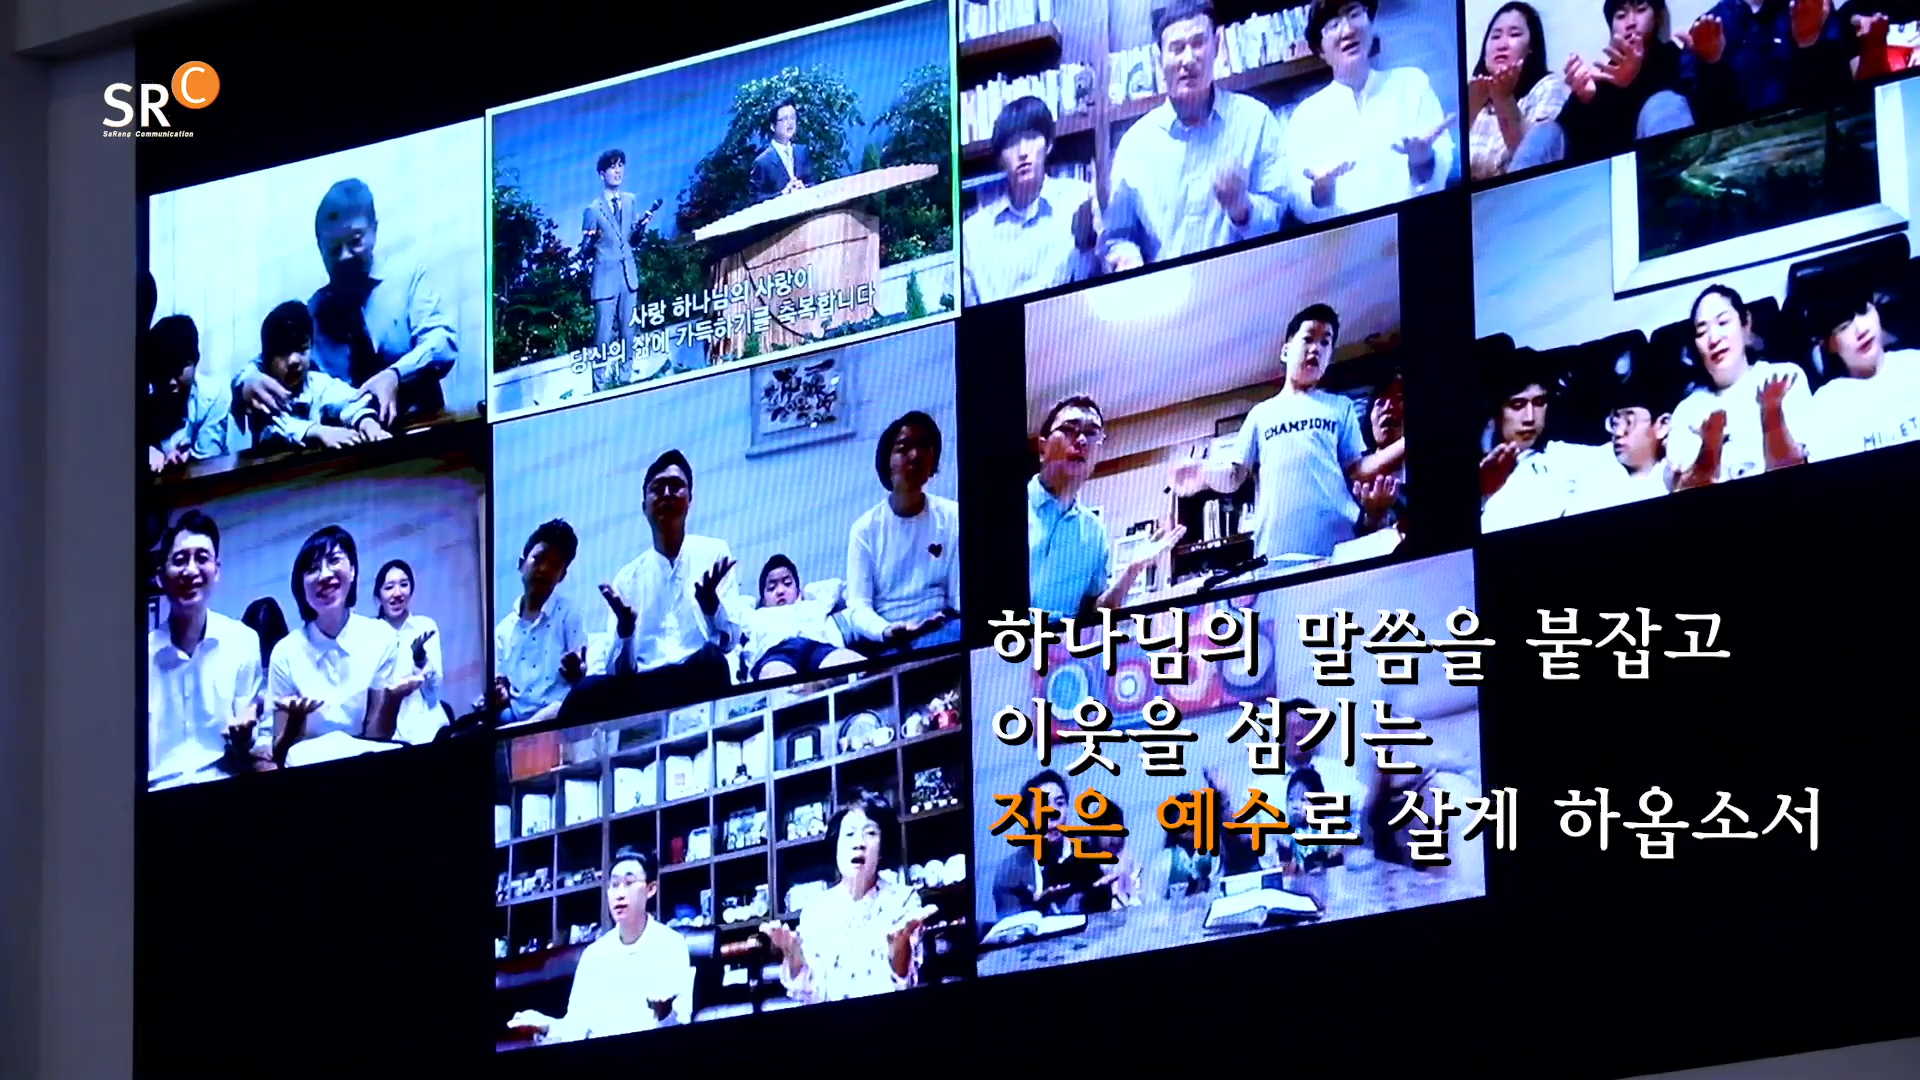 SRC
SaRang Communication
사랑 하나님의 사랑이
당신의 집에 가득하기를 축복합니다
CHAMPIONS
하나님의 말씀을 붙잡고
이웃을 섬기는
작은 예수로 살게 하옵소서